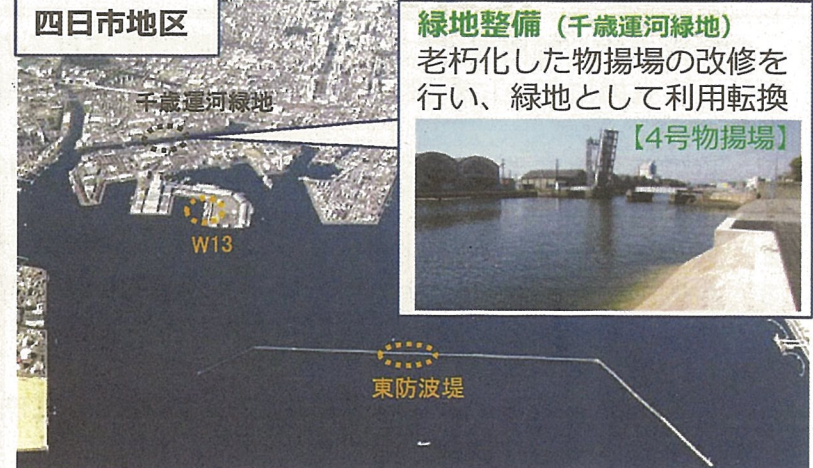 四日市地区
緑地整備（千歳運河緑地）
老朽化した物揚場の改修を
行い、緑地として利用転換
【4号物揚場】
千歳運河緑地
W13
東防波堤